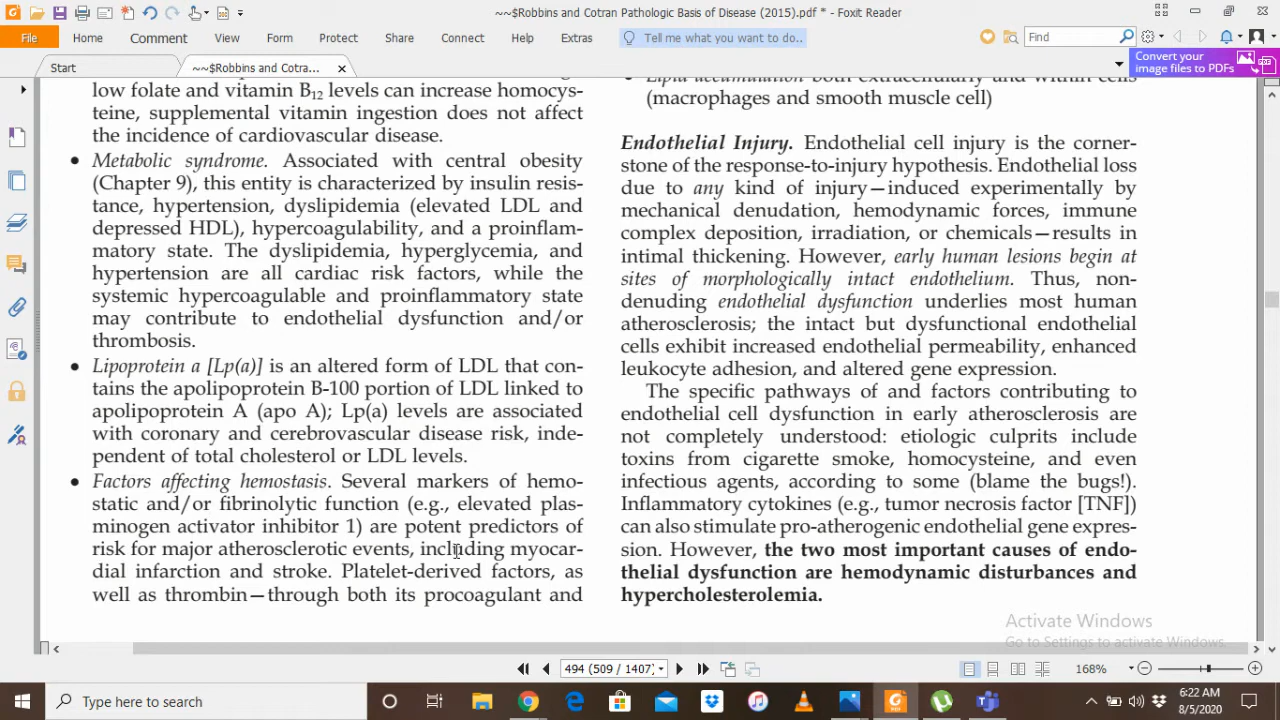 ~~$Robbins and Cotran Pathologic Basis of Disease (2015).pdf * - Foxit Reader
File Home Comment View Form Protect Share Connect Help Extras Tell me what you want to do.. Find
Start ~~$Robbins and Cotra...
Convert your
image files to PDFs
low folate and vitamin B12 levels can increase homocys-
teine, supplemental vitamin ingestion does not affect
the incidence of cardiovascular disease.
• Metabolic syndrome. Associated with central obesity
(Chapter 9), this entity is characterized by insulin resis-
tance, hypertension, dyslipidemia (elevated LDL and
depressed HDL), hypercoagulability, and a proinflam-
matory state. The dyslipidemia, hyperglycemia, and
hypertension are all cardiac risk factors, while the
systemic hypercoagulable and proinflammatory state
may contribute to endothelial dysfunction and/or
thrombosis.
• Lipoprotein a [Lp(a)] is an altered form of LDL that con-
tains the apolipoprotein B-100 portion of LDL linked to
apolipoprotein A (apo A); Lp(a) levels are associated
with coronary and cerebrovascular disease risk, inde-
pendent of total cholesterol or LDL levels.
• Factors affecting hemostasis. Several markers of hemo-
static and/or fibrinolytic function (e.g., elevated plas-
minogen activator inhibitor 1) are potent predictors of
risk for major atherosclerotic events, including myocar-
dial infarction and stroke. Platelet-derived factors, as
well as thrombin—through both its procoagulant and
• Lipid accumulation both extracellularly and within cells
(macrophages and smooth muscle cell)
Endothelial Injury. Endothelial cell injury is the corner-
stone of the response-to-injury hypothesis. Endothelial loss
due to any kind of injury—induced experimentally by
mechanical denudation, hemodynamic forces, immune
complex deposition, irradiation, or chemicals—results in
intimal thickening. However, early human lesions begin at
sites of morphologically intact endothelium. Thus, non-
denuding endothelial dysfunction underlies most human
atherosclerosis; the intact but dysfunctional endothelial
cells exhibit increased endothelial permeability, enhanced
leukocyte adhesion, and altered gene expression.
The specific pathways of and factors contributing to
endothelial cell dysfunction in early atherosclerosis are
not completely understood: etiologic culprits include
toxins from cigarette smoke, homocysteine, and even
infectious agents, according to some (blame the bugs!).
Inflammatory cytokines (e.g., tumor necrosis factor [TNF])
can also stimulate pro-atherogenic endothelial gene expres-
sion. However, the two most important causes of endo-
thelial dysfunction are hemodynamic disturbances and
hypercholesterolemia.
Activate Windows
Go to Settings to activate Windows.
494 (509 / 1407) 168%
Type here to search
6:22 AM
8/5/2020